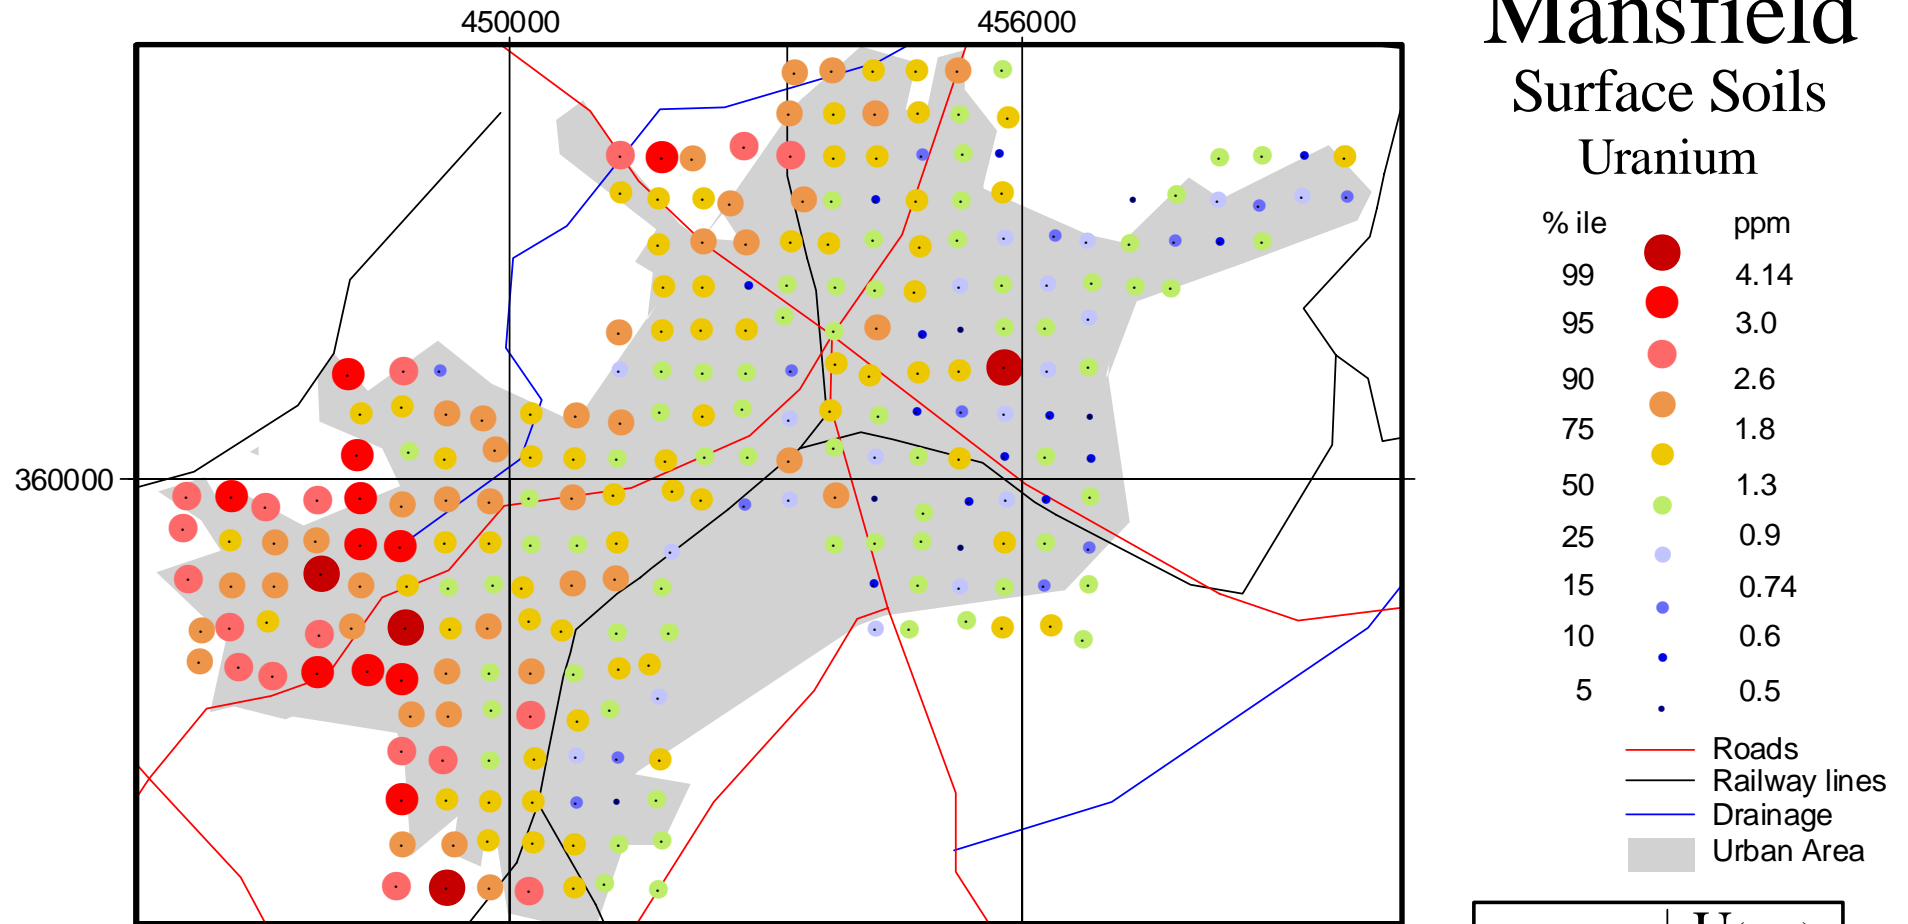 450000 456000
360000
Mansfield
Surface Soils
Uranium
% ile ppm
99 4.14
95 3.0
90 2.6
75 1.8
50 1.3
25 0.9
15 0.74
10 0.6
5 0.5
Roads
Railway lines
Drainage
Urban Area